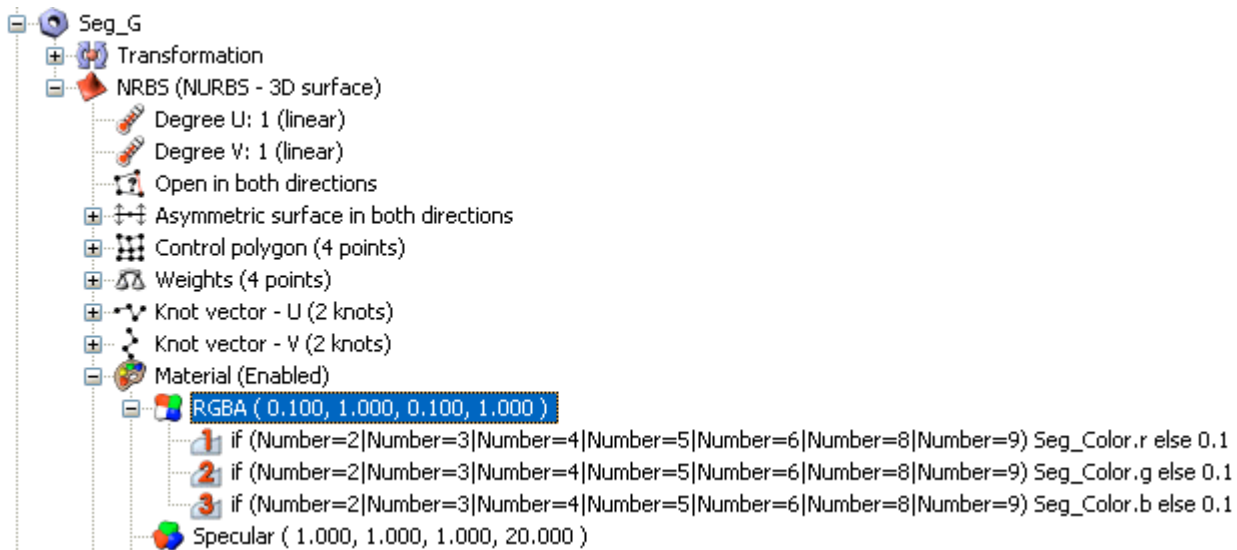 Seg_G
Transformation
NRBS (NURBS - 3D surface)
Degree U: 1 (linear)
Degree V: 1 (linear)
Open in both directions
Asymmetric surface in both directions
Control polygon (4 points)
Weights (4 points)
Knot vector - U (2 knots)
Knot vector - V (2 knots)
Material (Enabled)
RGBA ( 0.100, 1.000, 0.100, 1.000 )
1 if (Number=2|Number=3|Number=4|Number=5|Number=6|Number=8|Number=9) Seg_Color.r else 0.1
2 if (Number=2|Number=3|Number=4|Number=5|Number=6|Number=8|Number=9) Seg_Color.g else 0.1
3 if (Number=2|Number=3|Number=4|Number=5|Number=6|Number=8|Number=9) Seg_Color.b else 0.1
Specular ( 1.000, 1.000, 1.000, 20.000 )